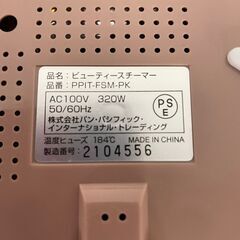 品名：ビューティースチーマー
品番：PPIT-FSM-PK
AC100V 320W
50/60Hz
PS
E
株式会社パン・パシフィック・
インターナショナル・トレーディング
温度ヒューズ 184℃ MADE IN CHINA
製造番号：2104556